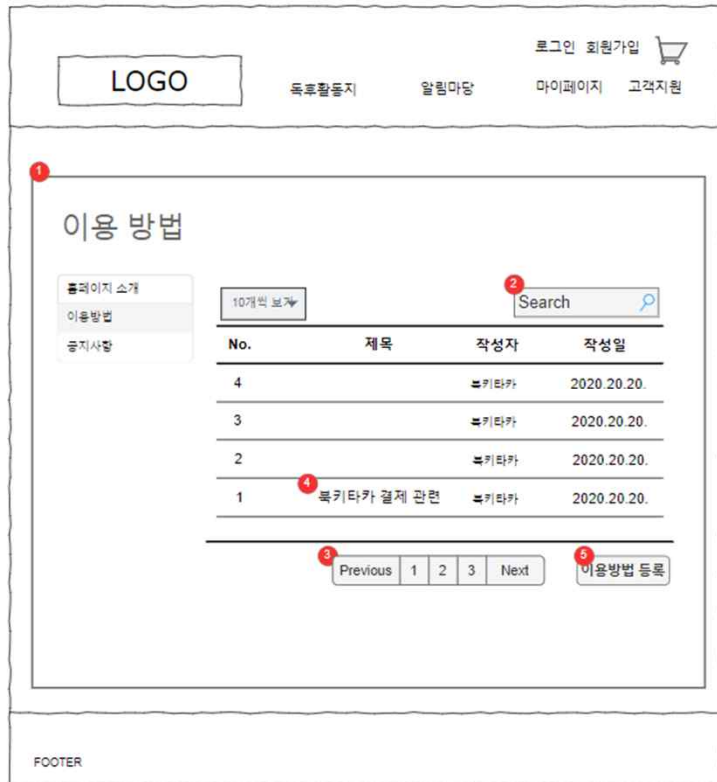 로그인 회원가입
LOGO 독후활동지 알림마당 마이페이지 고객지원
1
이용 방법
홈페이지 소개
이용방법
공지사항
10개씩 보기
2
Search
No. 제목 작성자 작성일
4 북키타카 2020.20.20.
3 북키타카 2020.20.20.
2 북키타카 2020.20.20.
4
1 북키타카 결제 관련 북키타카 2020.20.20.
3
Previous 1 2 3 Next
5
이용방법 등록
FOOTER